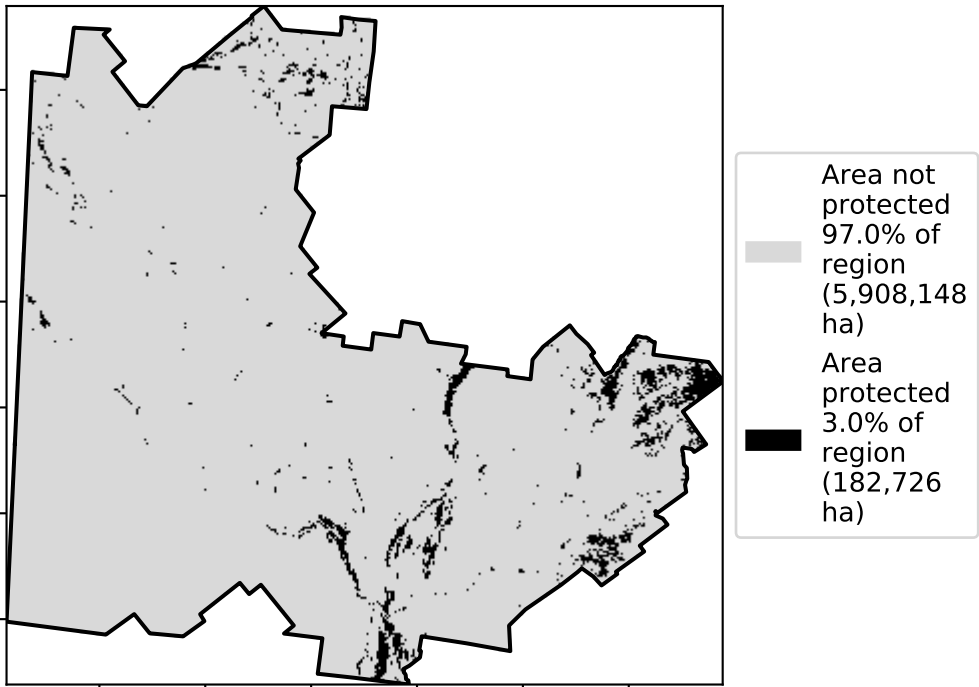 Area not
protected
97.0% of
region
(5,908,148
ha)
Area
protected
3.0% of
region
(182,726
ha)